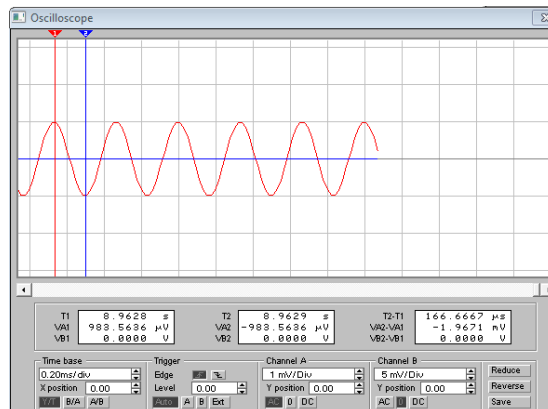 Oscilloscope
1 2
T1 8.9628 s T2 8.9629 s T2-T1 166.6667 µs
VA1 983.5636 µV VA2 -983.5636 µV VA2-VA1 -1.9671 mV
VB1 0.0000 V VB2 0.0000 V VB2-VB1 0.0000 V
Time base Trigger Channel A Channel B Reduce
0.20ms/div Edge 1 mV/Div 5 mV/Div
X position 0.00 Level 0.00 Y position 0.00 Y position 0.00 Reverse
Y/T B/A A/B Auto A B Ext AC 0 DC AC 0 DC Save